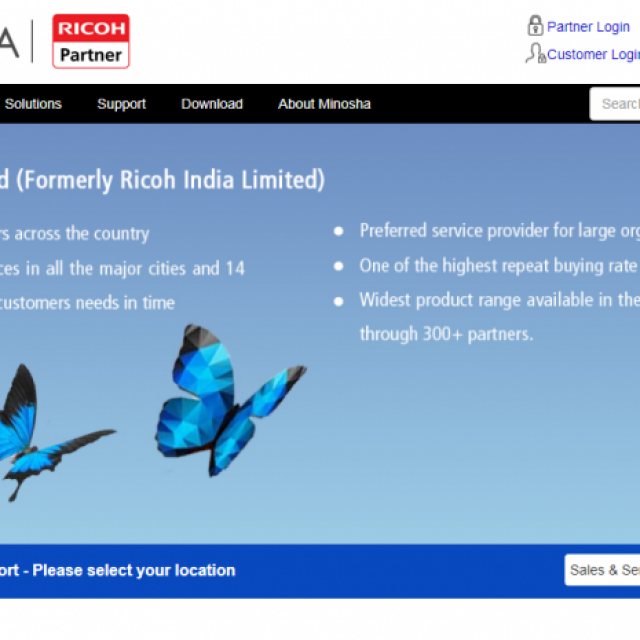 A
RICOH
Partner
Partner Login
Customer Login
Solutions Support Download About Minosha
d (Formerly Ricoh India Limited)
rs across the country
ces in all the major cities and 14
customers needs in time
Preferred service provider for large org
One of the highest repeat buying rate
Widest product range available in the
through 300+ partners.
ort - Please select your location
Sales & Ser